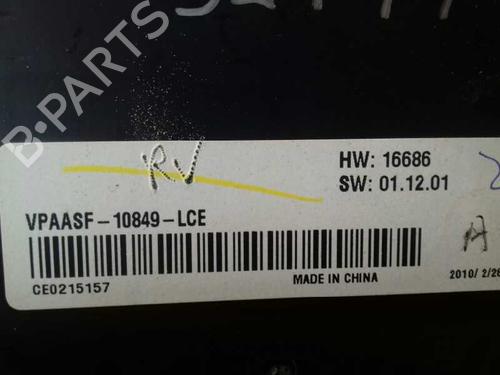 RV
HW: 16686
SW: 01.12.01
VPAASF-10849-LCE
CE0215157
MADE IN CHINA
2010/ 2/26
B-PARTS